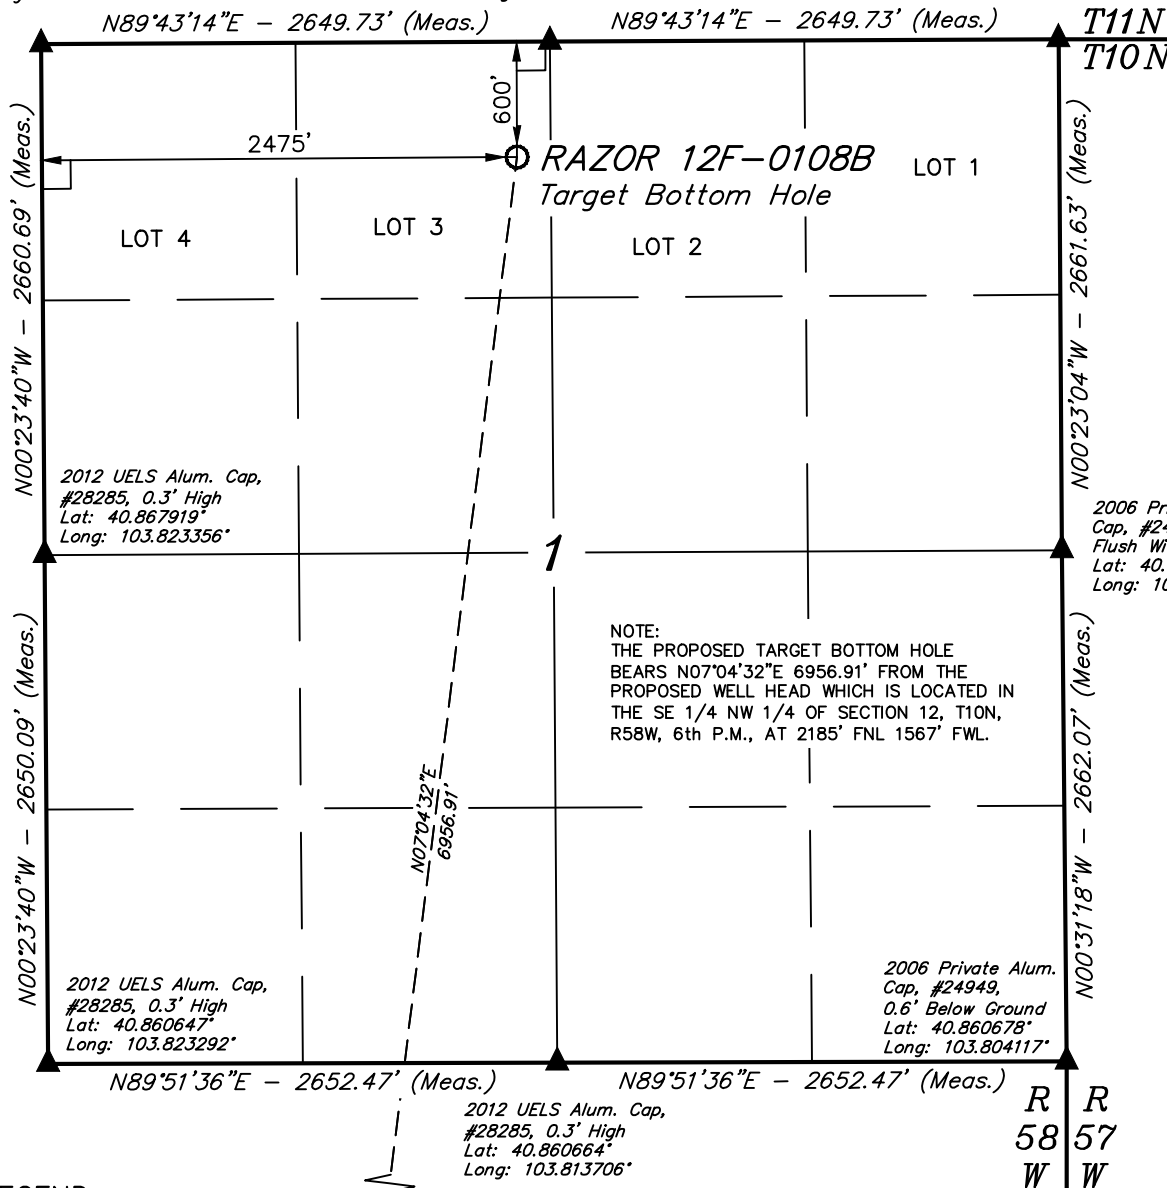 N89°43'14"E - 2649.73' (Meas.)
N89°43'14"E - 2649.73' (Meas.)
T11N
T10N
600'
2475'
RAZOR 12F-0108B
Target Bottom Hole
LOT 1
LOT 4
LOT 3
LOT 2
N00°23'40"W - 2660.69' (Meas.)
N00°23'04"W - 2661.63' (Meas.)
2012 UELS Alum. Cap,
#28285, 0.3' High
Lat: 40.867919°
Long: 103.823356°
2006
Cap,
Flush
Lat: 40.
Long:
1
NOTE:
THE PROPOSED TARGET BOTTOM HOLE
BEARS N07°04'32"E 6956.91' FROM THE
PROPOSED WELL HEAD WHICH IS LOCATED IN
THE SE 1/4 NW 1/4 OF SECTION 12, T10N,
R58W, 6th P.M., AT 2185' FNL 1567' FWL.
N00°23'40"W - 2650.09' (Meas.)
N00°31'18"W - 2662.07' (Meas.)
N07°04'32"E
6956.91'
2012 UELS Alum. Cap,
#28285, 0.3' High
Lat: 40.860647°
Long: 103.823292°
2006 Private Alum.
Cap, #24949,
0.6' Below Ground
Lat: 40.860678°
Long: 103.804117°
N89°51'36"E - 2652.47' (Meas.)
N89°51'36"E - 2652.47' (Meas.)
2012 UELS Alum. Cap,
#28285, 0.3' High
Lat: 40.860664°
Long: 103.813706°
R R
58 57
W W